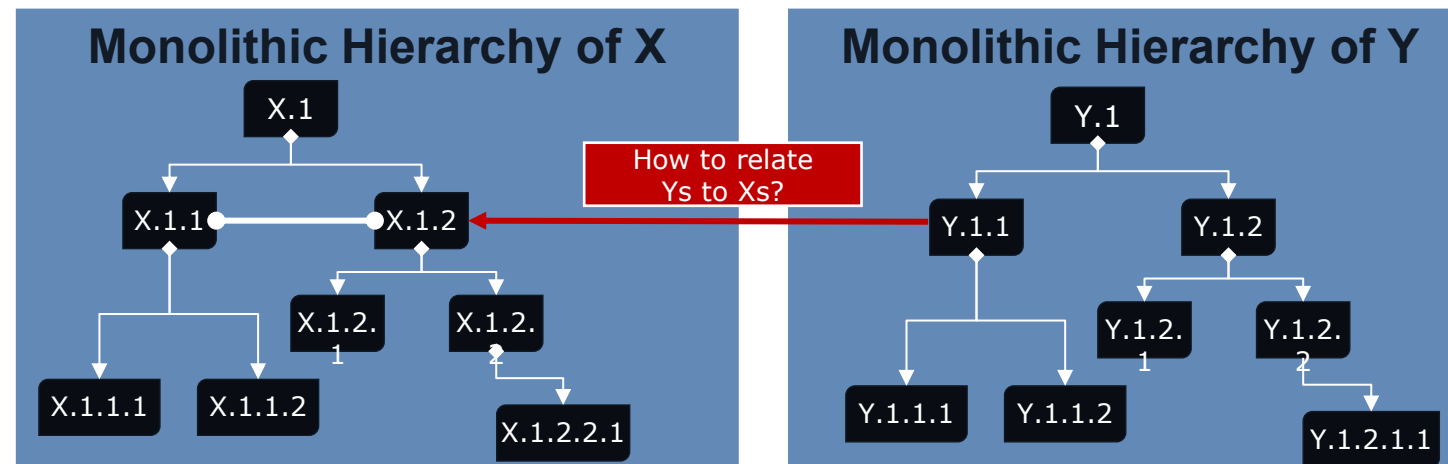 Monolithic Hierarchy of X
Monolithic Hierarchy of Y
X.1
Y.1
How to relate
Ys to Xs?
X.1.1
X.1.2
Y.1.1
Y.1.2
X.1.2.
1
X.1.2.
2
Y.1.2.
1
Y.1.2.
2
X.1.1.1
X.1.1.2
X.1.2.2.1
Y.1.1.1
Y.1.1.2
Y.1.2.1.1